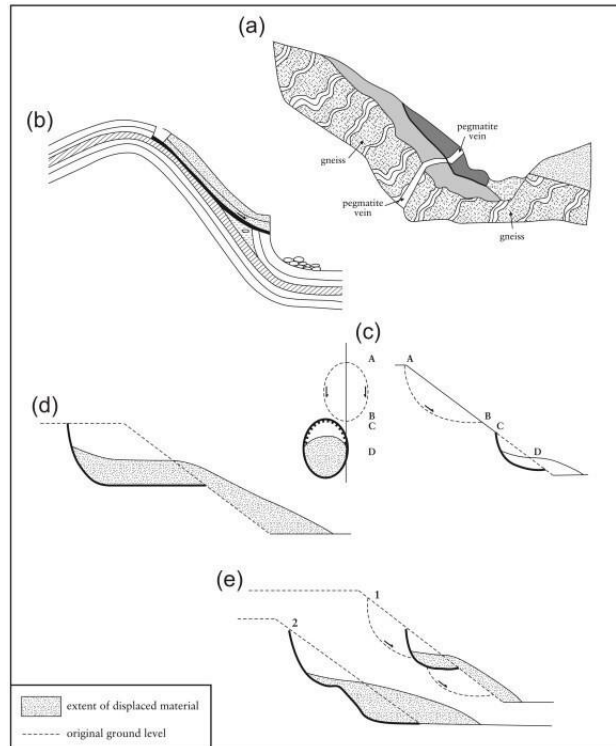 (a)
pegmatite
vein
gneiss
pegmatite
vein
gneiss
(b)
(c)
A
B
C
D
A
B
C
D
(d)
(e)
1
2
extent of displaced material
original ground level